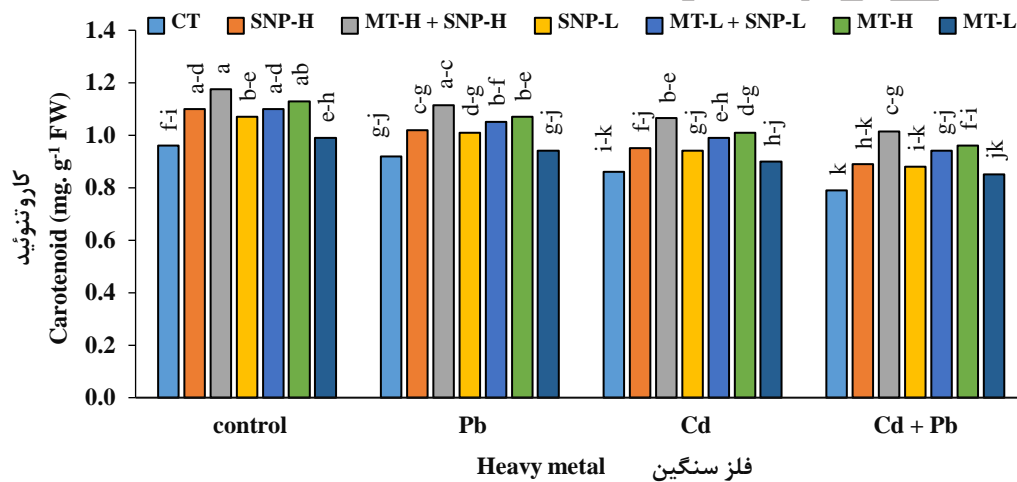 CT SNP-H MT-H + SNP-H SNP-L MT-L + SNP-L MT-H MT-L
کاروتنوئید
Carotenoid (mg. g⁻¹ FW)
1.4
1.2
1.0
0.8
0.6
0.4
0.2
0.0
f-i a-d a b-e a-d ab e-h
g-j c-g a-c d-g b-f b-e g-j
i-k f-j b-e g-j e-h d-g h-j
k h-k c-g i-k g-j f-i jk
control Pb Cd Cd + Pb
Heavy metal فلز سنگین